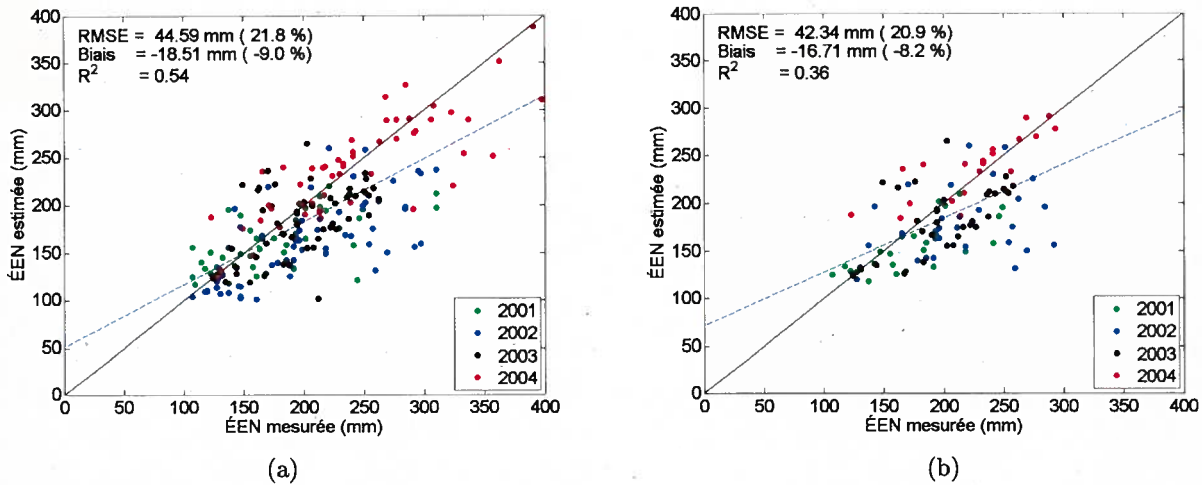 RMSE = 44.59 mm ( 21.8 %)
Biais = -18.51 mm ( -9.0 %)
R² = 0.54
400
350
300
250
200
150
100
50
0
ÉEN estimée (mm)
0 50 100 150 200 250 300 350 400
ÉEN mesurée (mm)
2001
2002
2003
2004
(a)
RMSE = 42.34 mm ( 20.9 %)
Biais = -16.71 mm ( -8.2 %)
R² = 0.36
400
350
300
250
200
150
100
50
0
ÉEN estimée (mm)
0 50 100 150 200 250 300 350 400
ÉEN mesurée (mm)
2001
2002
2003
2004
(b)